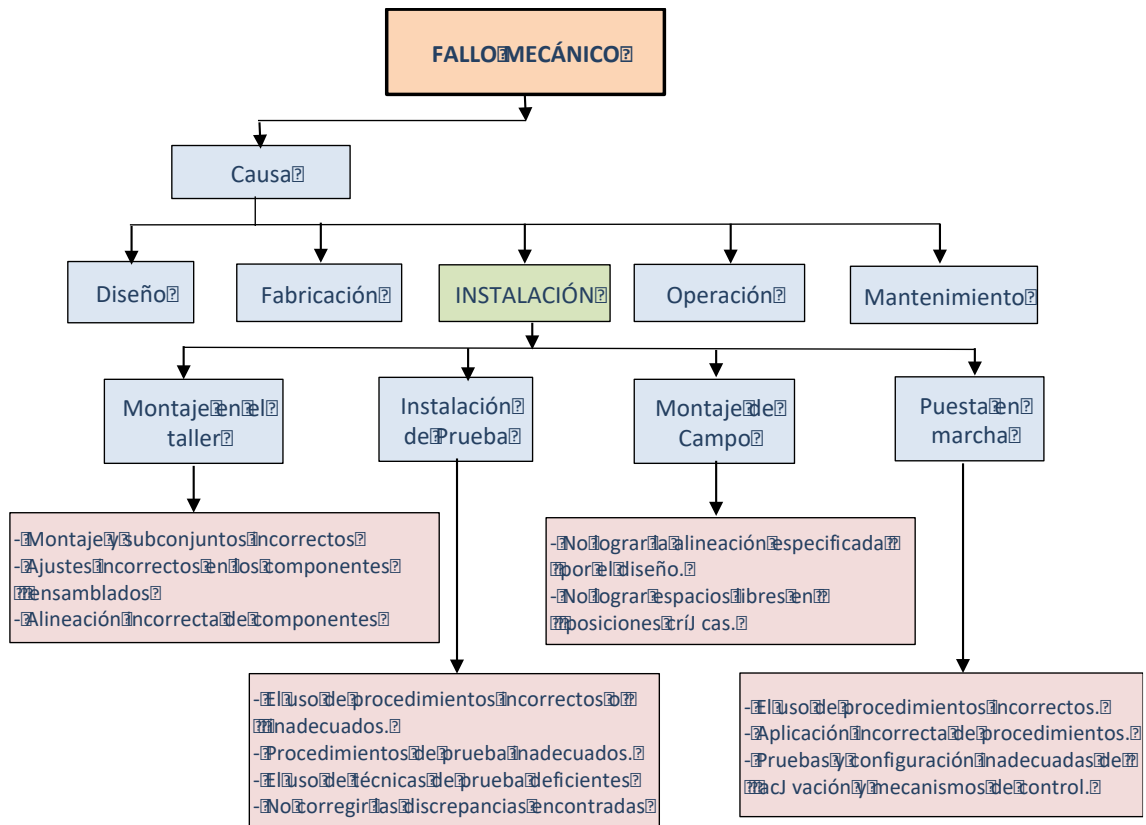 FALLO MECÁNICO
Causa
Diseño
Fabricación
INSTALACIÓN
Operación
Mantenimiento
Montaje en el
taller
Instalación
de Prueba
Montaje de
Campo
Puesta en
marcha
- Montaje y subconjuntos incorrectos
- Ajustes incorrectos en los componentes
ensamblados
- Alineación incorrecta de componentes
- No lograr la alineación especificada
por el diseño.
- No lograr espacios libres en
posiciones críJ cas.
- El uso de procedimientos incorrectos o
inadecuados.
- Procedimientos de prueba inadecuados.
- El uso de técnicas de prueba deficientes
- No corregir las discrepancias encontradas
- El uso de procedimientos incorrectos.
- Aplicación incorrecta de procedimientos.
- Pruebas y configuración inadecuadas de
acJ vación y mecanismos de control.